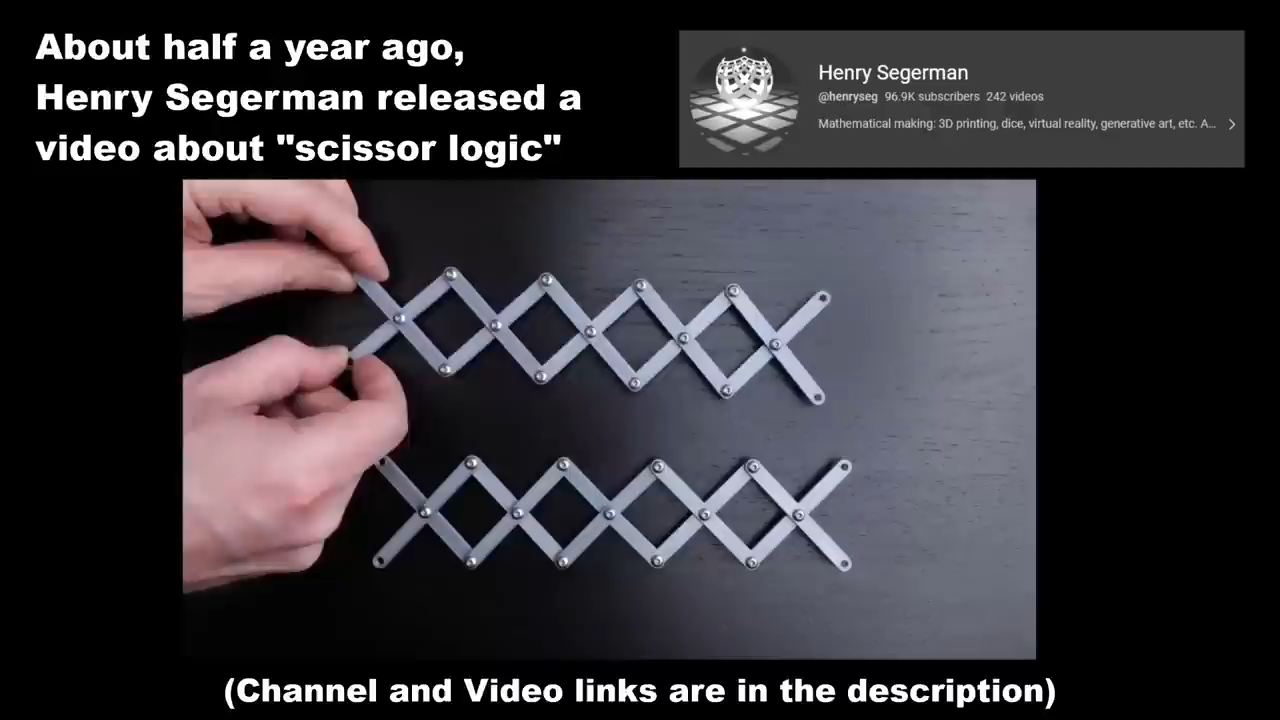 About half a year ago,
Henry Segerman released a
video about "scissor logic"
Henry Segerman
@henryseg 96.9K subscribers 242 videos
Mathematical making: 3D printing, dice, virtual reality, generative art, etc. A...
(Channel and Video links are in the description)